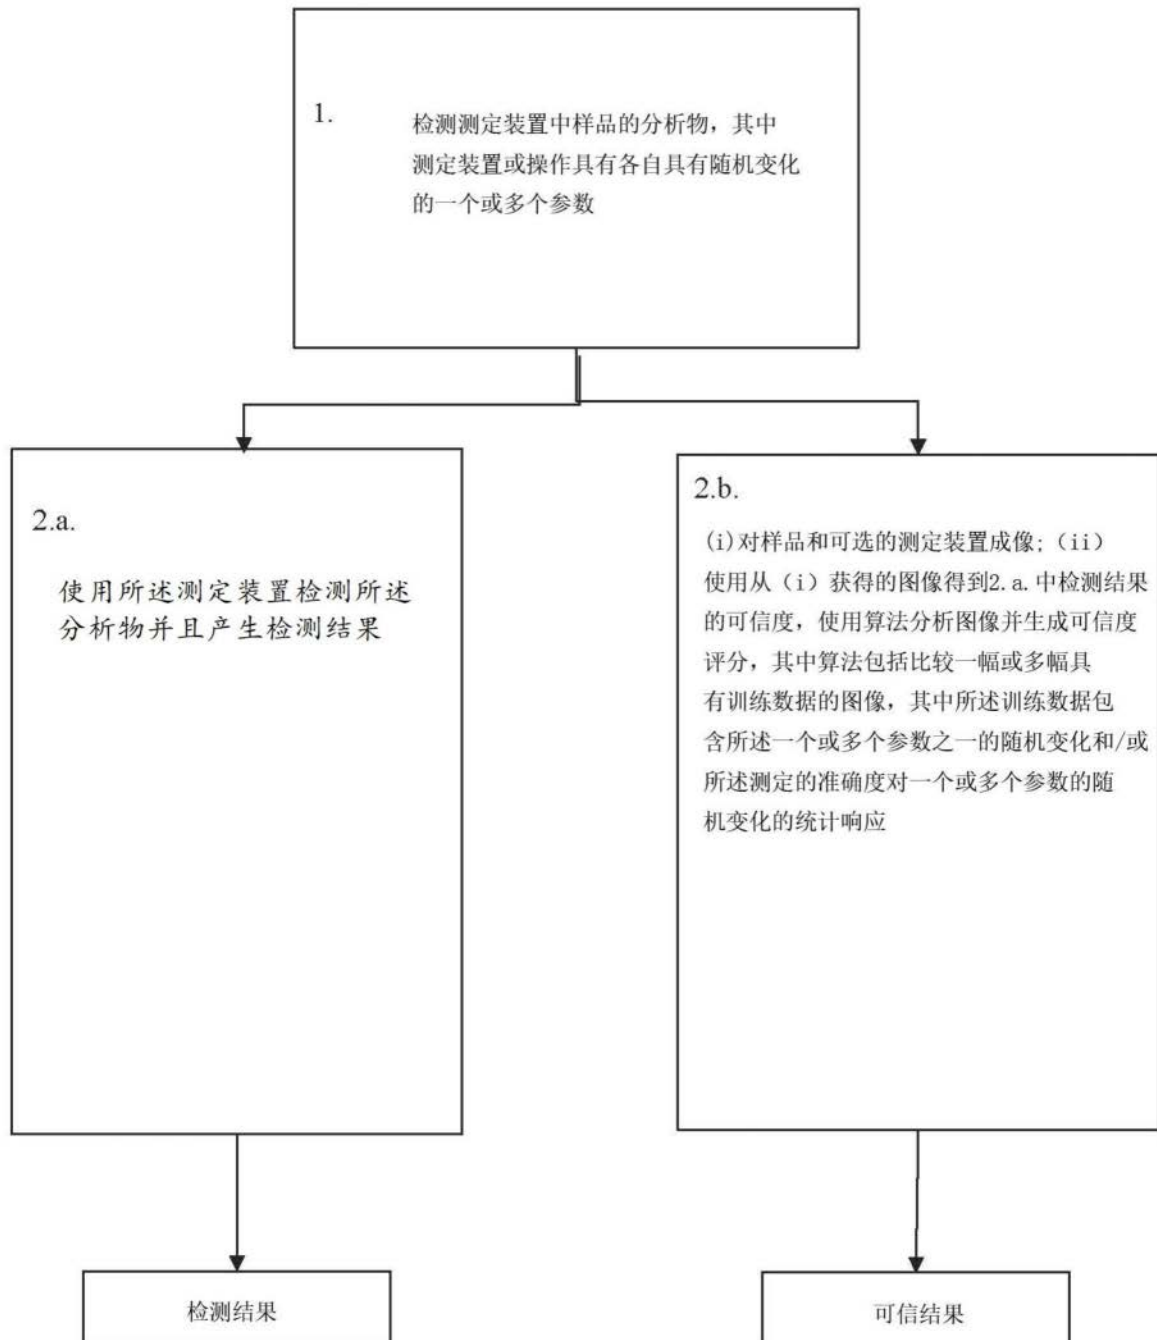 1.
检测测定装置中样品的分析物，其中
测定装置或操作具有各自具有随机变化
的一个或多个参数
2.a.
使用所述测定装置检测所述
分析物并且产生检测结果
2.b.
(i)对样品和可选的测定装置成像;（ii）
使用从（i）获得的图像得到2.a.中检测结果
的可信度，使用算法分析图像并生成可信度
评分，其中算法包括比较一幅或多幅具
有训练数据的图像，其中所述训练数据包
含所述一个或多个参数之一的随机变化和/或
所述测定的准确度对一个或多个参数的随
机变化的统计响应
检测结果
可信结果